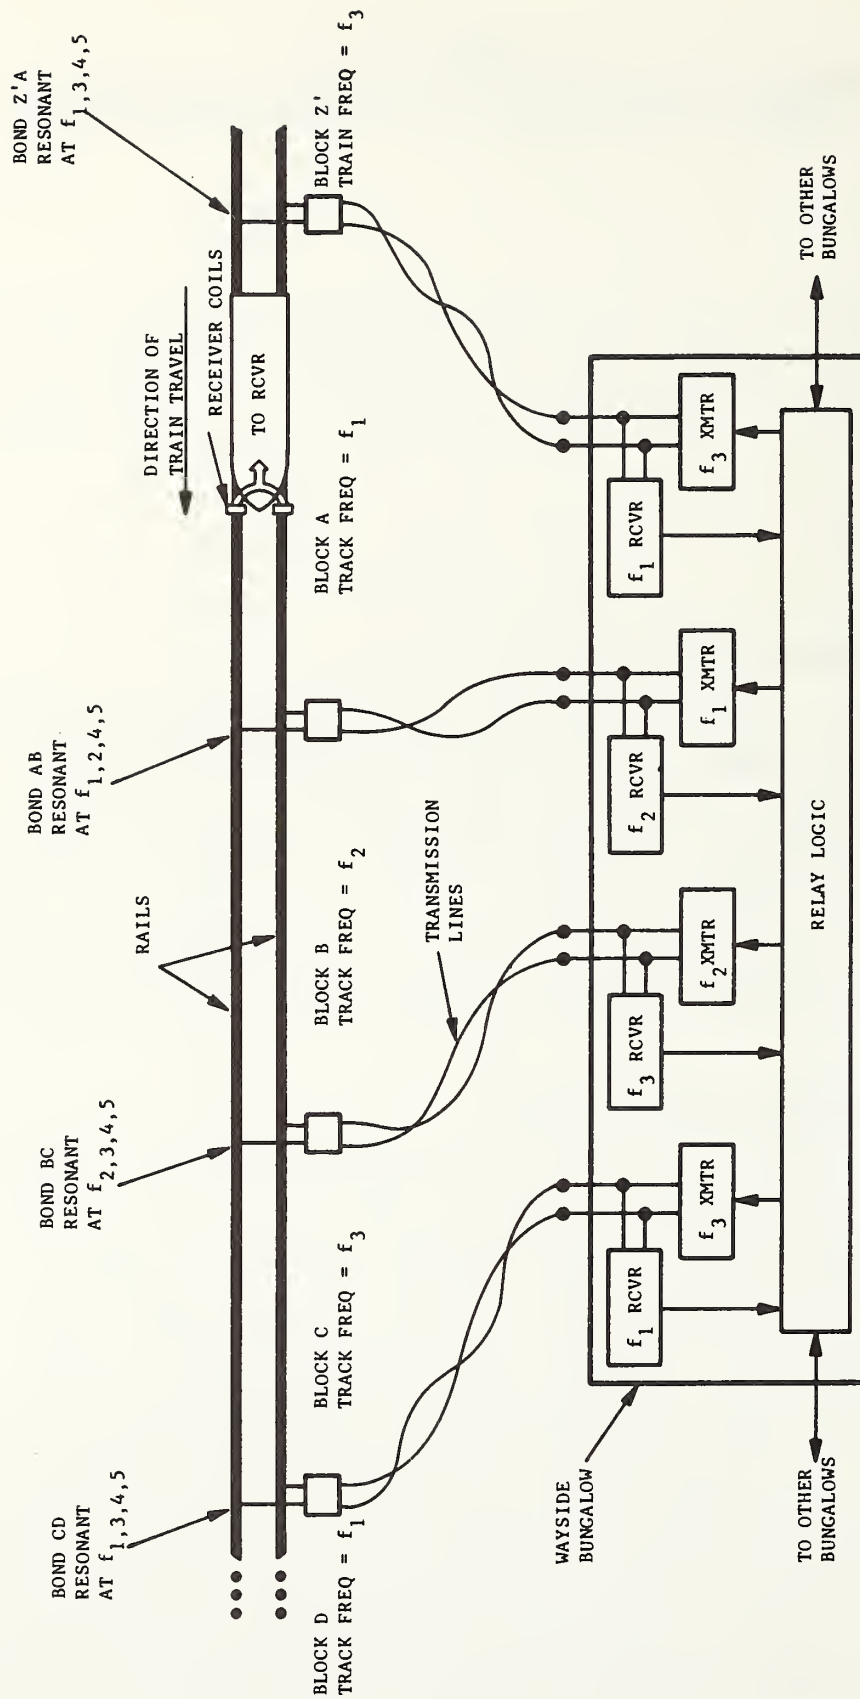 BOND CD
RESONANT
AT f1,3,4,5
BOND BC
RESONANT
AT f2,3,4,5
BOND AB
RESONANT
AT f1,2,4,5
BOND Z'A
RESONANT
AT f1,3,4,5
RAILS
DIRECTION OF
TRAIN TRAVEL
RECEIVER COILS
TO RCVR
BLOCK D
TRACK FREQ = f1
BLOCK C
TRACK FREQ = f3
BLOCK B
TRACK FREQ = f2
BLOCK A
TRACK FREQ = f1
BLOCK Z'
TRAIN FREQ = f3
TRANSMISSION
LINES
WAYSIDE
BUNGALOW
f1 RCVR
f3 XMTR
f3 RCVR
f2 XMTR
f2 RCVR
f1 XMTR
f1 RCVR
f3 XMTR
RELAY LOGIC
TO OTHER
BUNGALOWS
TO OTHER
BUNGALOWS